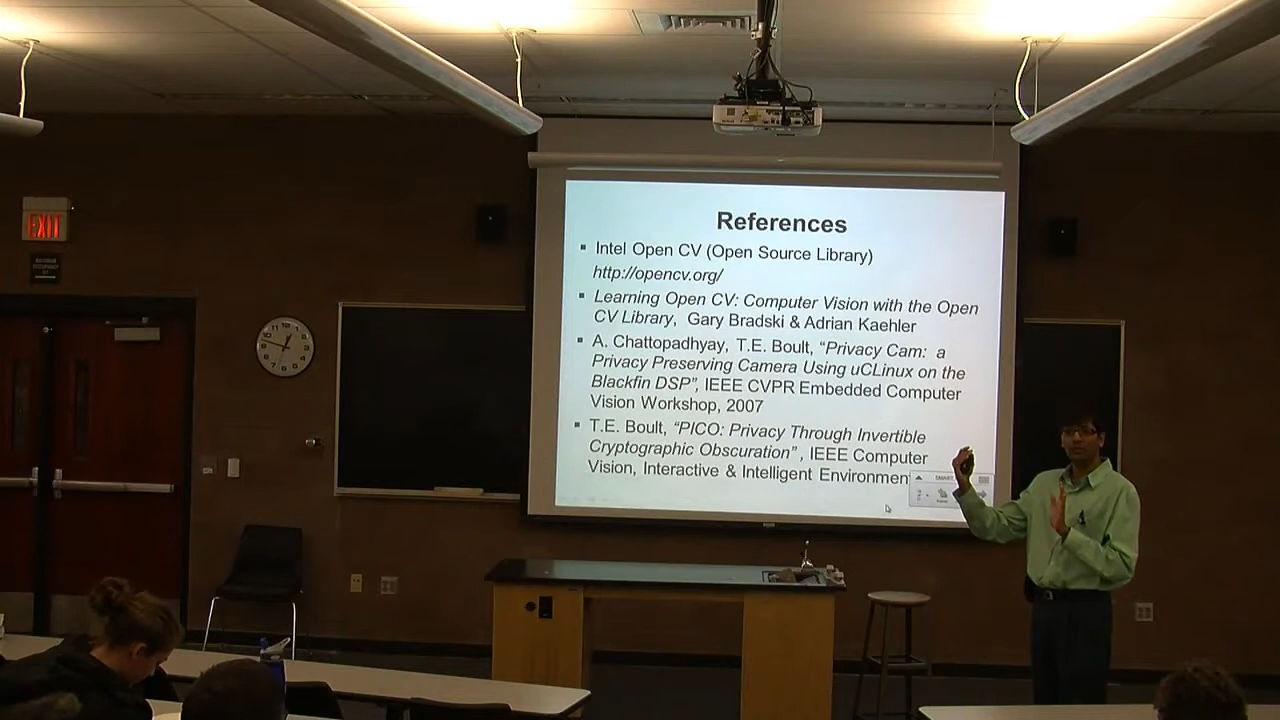 EXIT
References
Intel Open CV (Open Source Library)
http://opencv.org/
Learning Open CV: Computer Vision with the Open
CV Library, Gary Bradski & Adrian Kaehler
A. Chattopadhyay, T.E. Boult, "Privacy Cam: a
Privacy Preserving Camera Using uCLinux on the
Blackfin DSP", IEEE CVPR Embedded Computer
Vision Workshop, 2007
T.E. Boult, "PICO: Privacy Through Invertible
Cryptographic Obscuration", IEEE Computer
Vision, Interactive & Intelligent Environmen
SMART